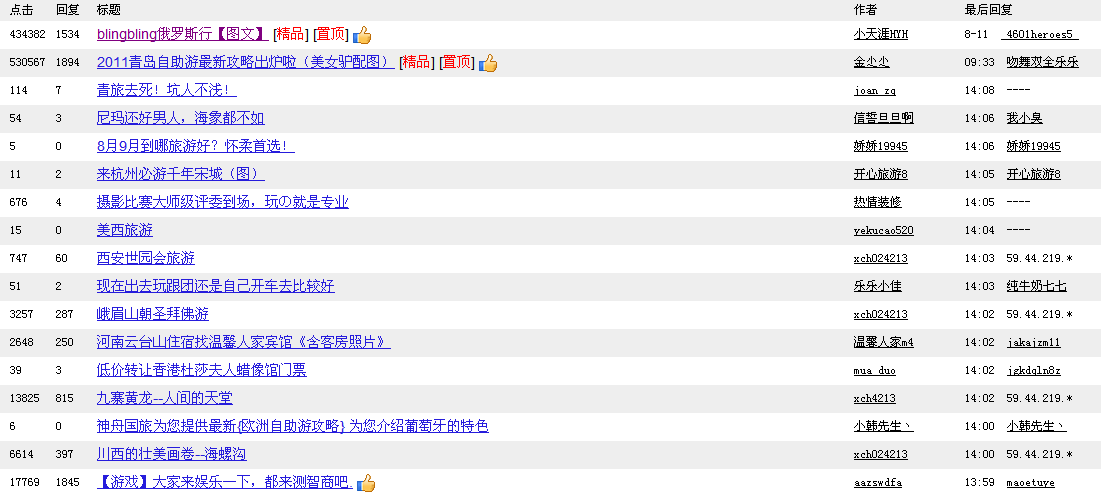 点击 回复 标题 作者 最后回复
434382 1534 blingbling俄罗斯行【图文】 [精品] [置顶] 小天涯HYH 8-11 _4601heroes5_
530567 1894 2011青岛自助游最新攻略出炉啦（美女驴配图） [精品] [置顶] 金尐尐 09:33 吻舞双全乐乐
114 7 青旅去死！坑人不浅！ joan_zq 14:08 ----
54 3 尼玛还好男人，海象都不如 信誓旦旦啊 14:06 我小臭
5 0 8月9月到哪旅游好？怀柔首选！ 娇娇19945 14:06 娇娇19945
11 2 来杭州必游千年宋城（图） 开心旅游8 14:05 开心旅游8
676 4 摄影比赛大师级评委到场，玩の就是专业 热情装修 14:05 ----
15 0 美西旅游 yekucao520 14:04 ----
747 60 西安世园会旅游 xch024213 14:03 59.44.219.*
51 2 现在出去玩跟团还是自己开车去比较好 乐乐小佳 14:03 纯牛奶七七
3257 287 峨眉山朝圣拜佛游 xch024213 14:02 59.44.219.*
2648 250 河南云台山住宿找温馨人家宾馆《含客房照片》 温馨人家m4 14:02 jakajzm11
39 3 低价转让香港杜莎夫人蜡像馆门票 mua_duo 14:02 jgkdqln8z
13825 815 九寨黄龙--人间的天堂 xch4213 14:02 59.44.219.*
6 0 神舟国旅为您提供最新{欧洲自助游攻略} 为您介绍葡萄牙的特色 小韩先生丶 14:00 小韩先生丶
6614 397 川西的壮美画卷--海螺沟 xch024213 14:00 59.44.219.*
17769 1845 【游戏】大家来娱乐一下，都来测智商吧. aazswdfa 13:59 maoetuye